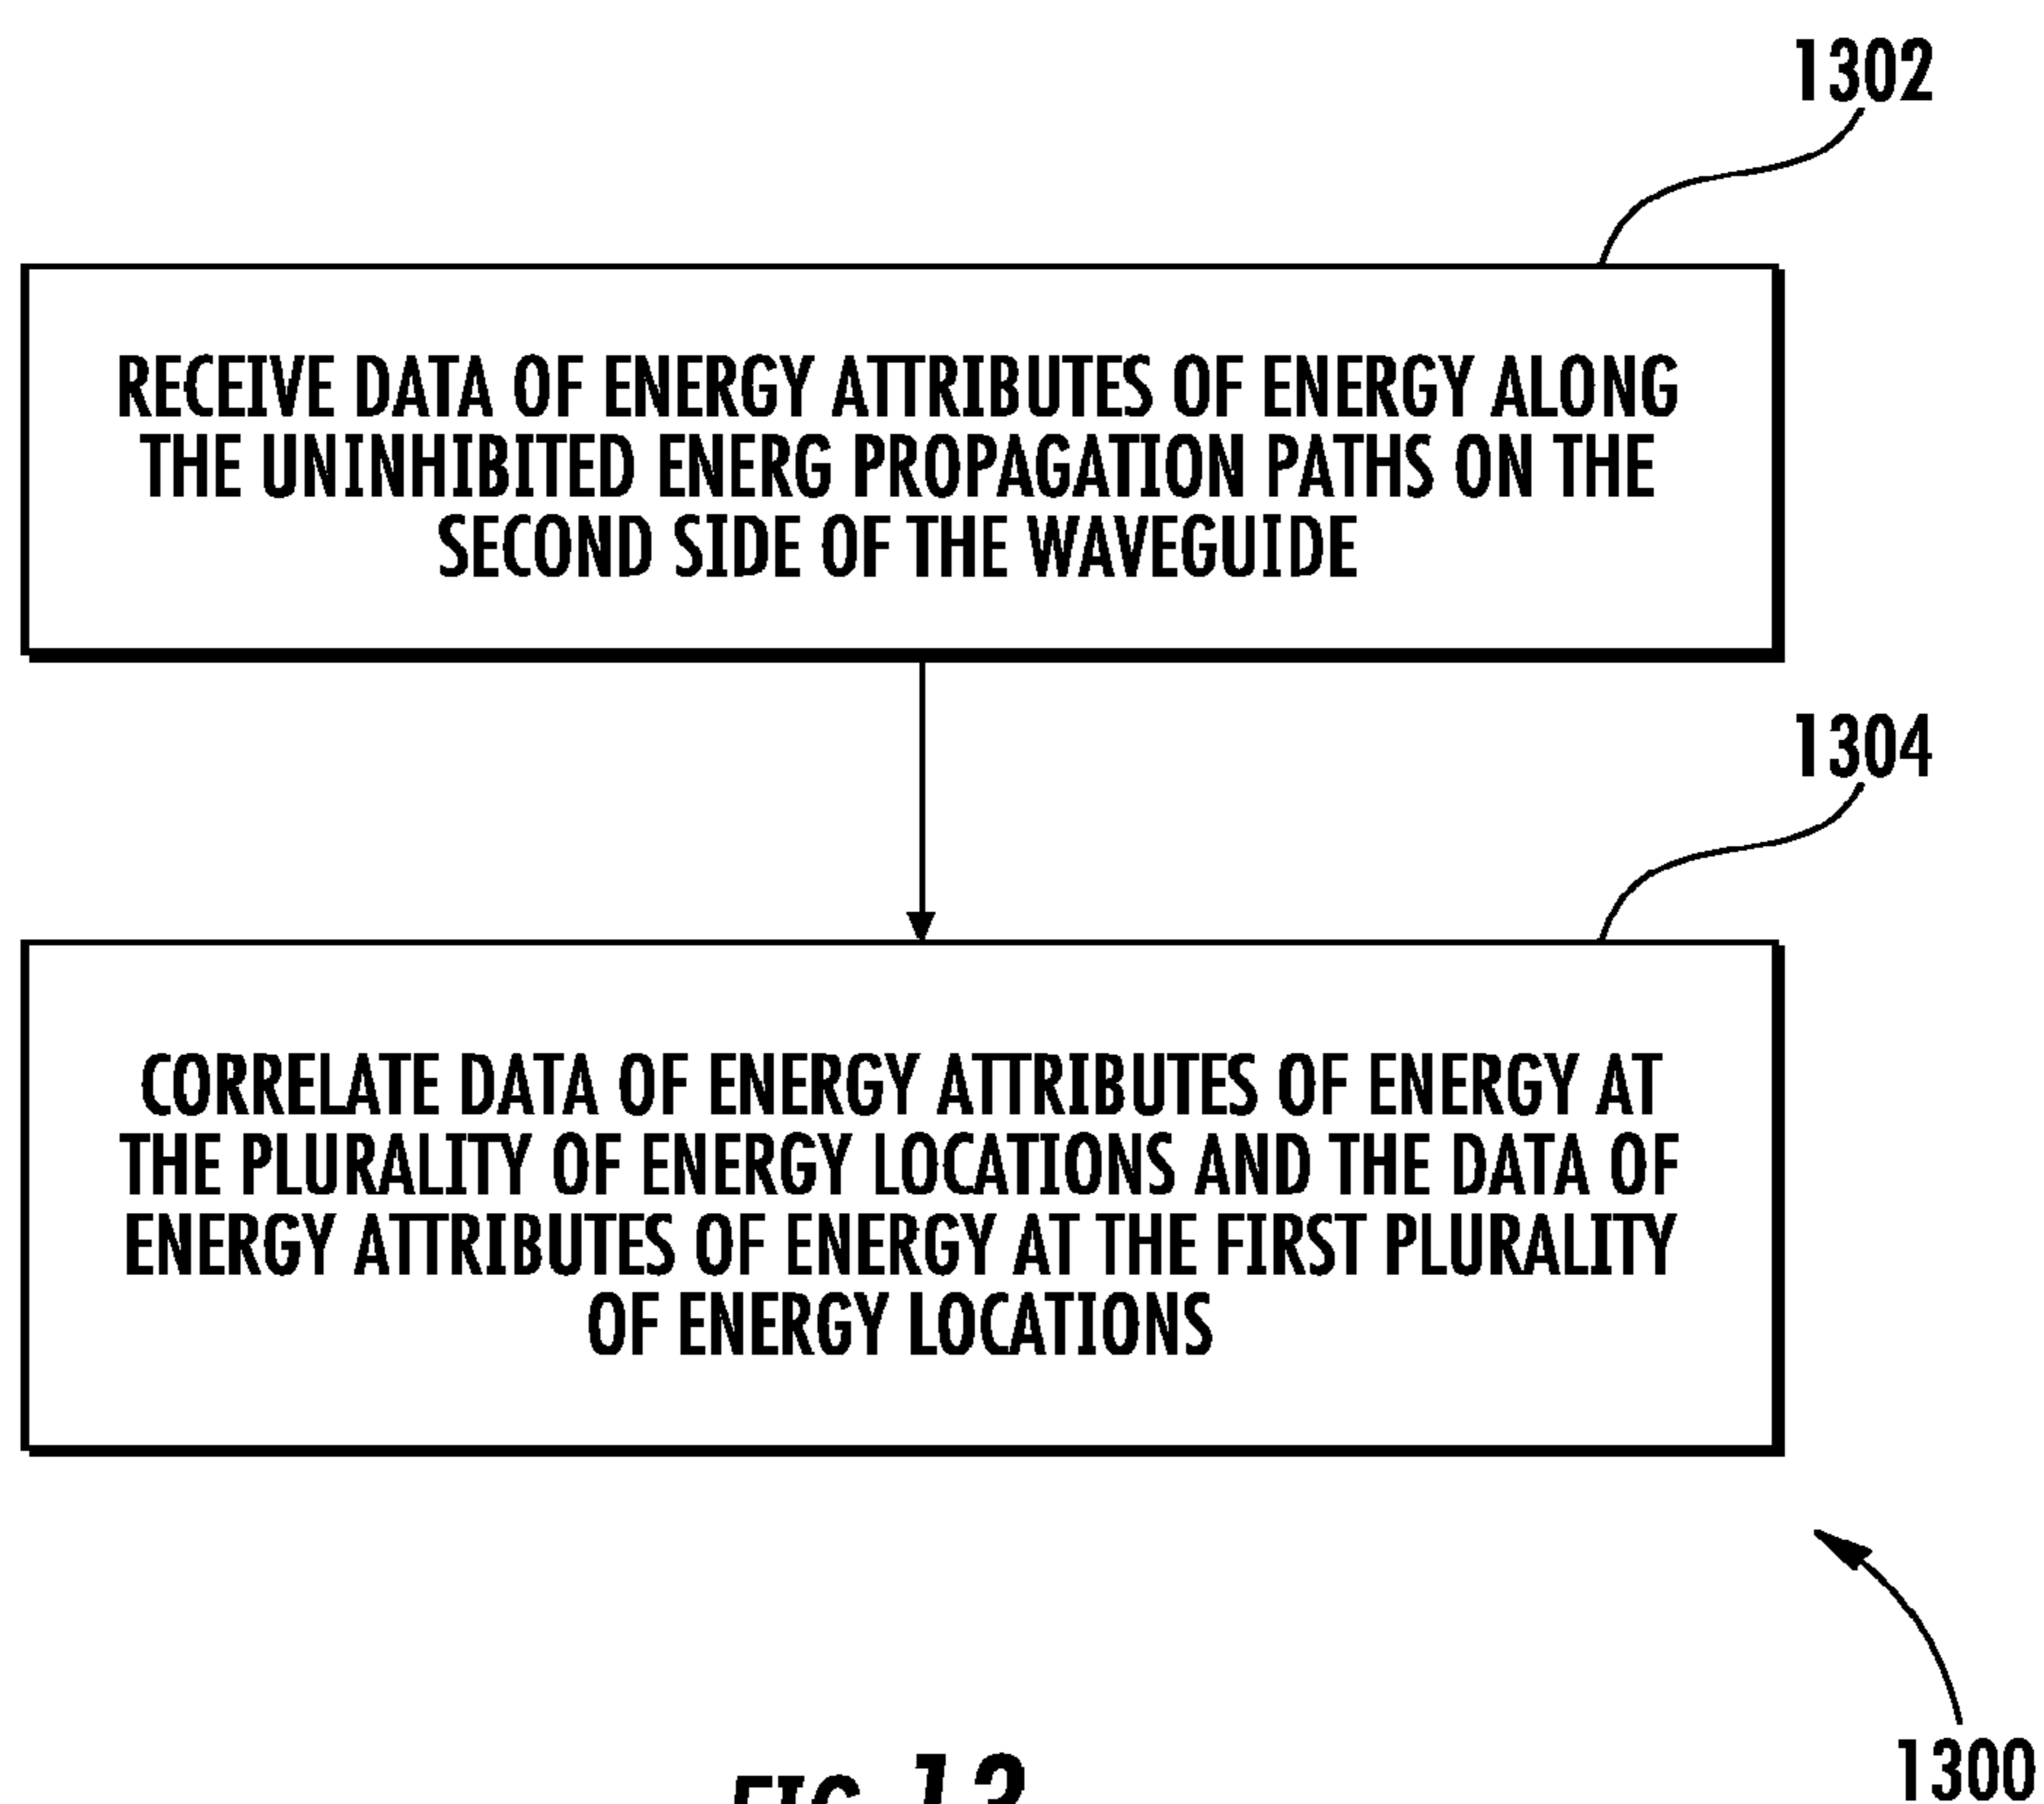 1302
RECEIVE DATA OF ENERGY ATTRIBUTES OF ENERGY ALONG
THE UNINHIBITED ENERG PROPAGATION PATHS ON THE
SECOND SIDE OF THE WAVEGUIDE
1304
CORRELATE DATA OF ENERGY ATTRIBUTES OF ENERGY AT
THE PLURALITY OF ENERGY LOCATIONS AND THE DATA OF
ENERGY ATTRIBUTES OF ENERGY AT THE FIRST PLURALITY
OF ENERGY LOCATIONS
1300